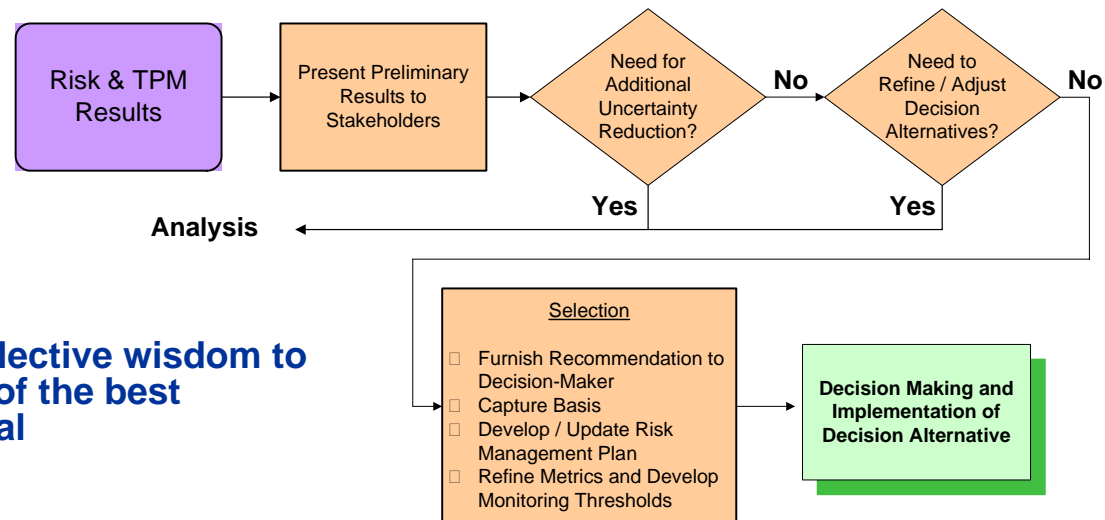 Risk & TPM
Results
Present Preliminary
Results to
Stakeholders
Need for
Additional
Uncertainty
Reduction?
No
Need to
Refine / Adjust
Decision
Alternatives?
No
Yes
Yes
Analysis
lective wisdom to
of the best
al
Selection
Furnish Recommendation to
Decision-Maker
Capture Basis
Develop / Update Risk
Management Plan
Refine Metrics and Develop
Monitoring Thresholds
Decision Making and
Implementation of
Decision Alternative